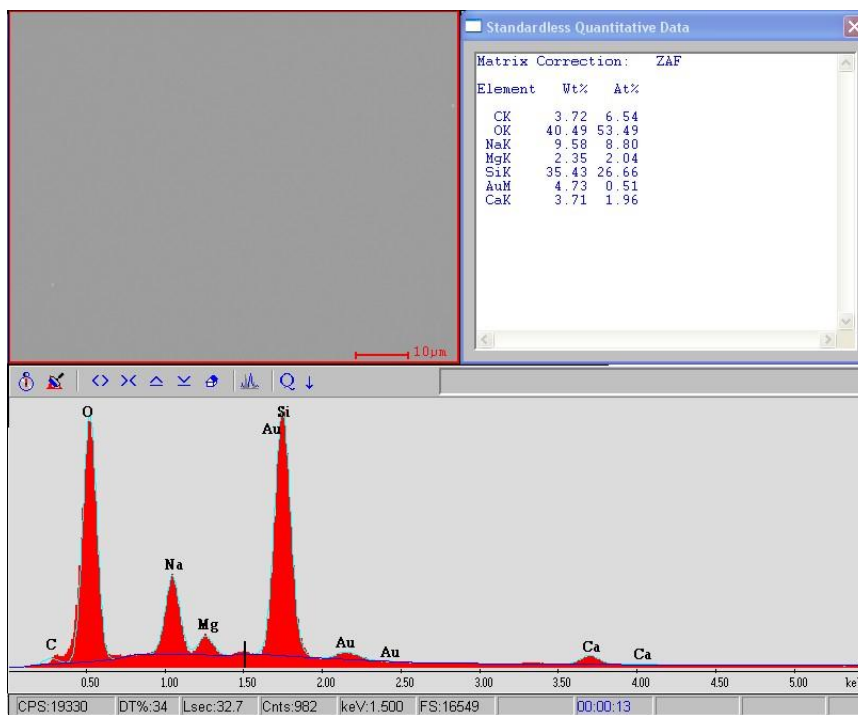 Standardless Quantitative Data
Matrix Correction: ZAF
Element Wt% At%
CK 3.72 6.54
OK 40.49 53.49
NaK 9.58 8.80
MgK 2.35 2.04
SiK 35.43 26.66
AuM 4.73 0.51
CaK 3.71 1.96
10μm
Q
O Si
Au
Na
Mg
C Au Au Ca Ca
0.50 1.00 1.50 2.00 2.50 3.00 3.50 4.00 4.50 5.00 ke
CPS:19330 DT%:34 Lsec:32.7 Cnts:982 keV:1.500 FS:16549 00:00:13